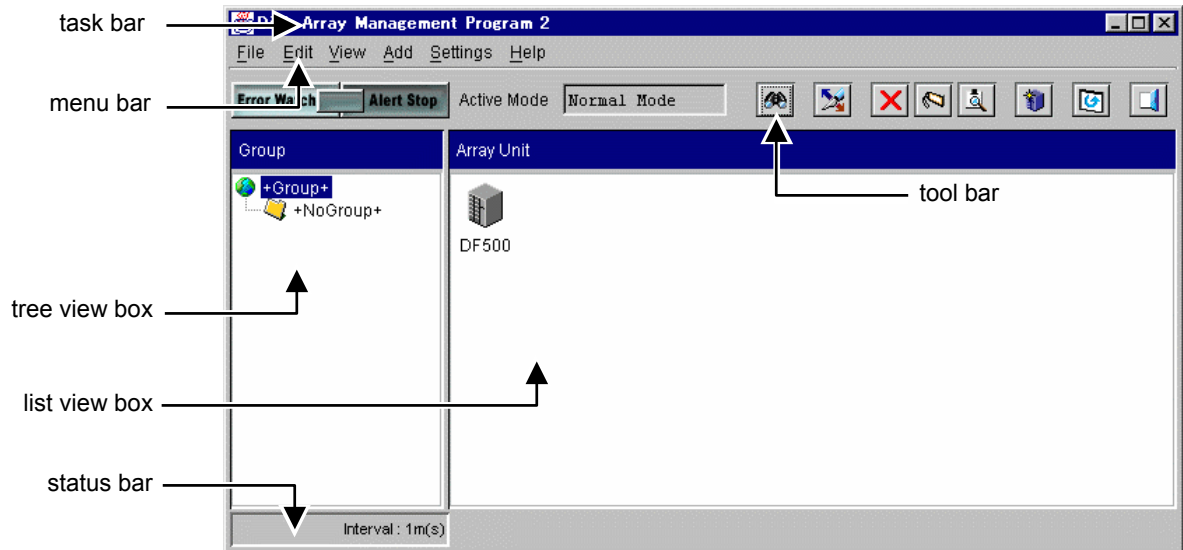 task bar
Array Management Program 2
File Edit View Add Settings Help
menu bar
Error Watch Alert Stop Active Mode Normal Mode
Group Array Unit
+Group+
+NoGroup+
tool bar
DF500
tree view box
list view box
status bar
Interval : 1m(s)